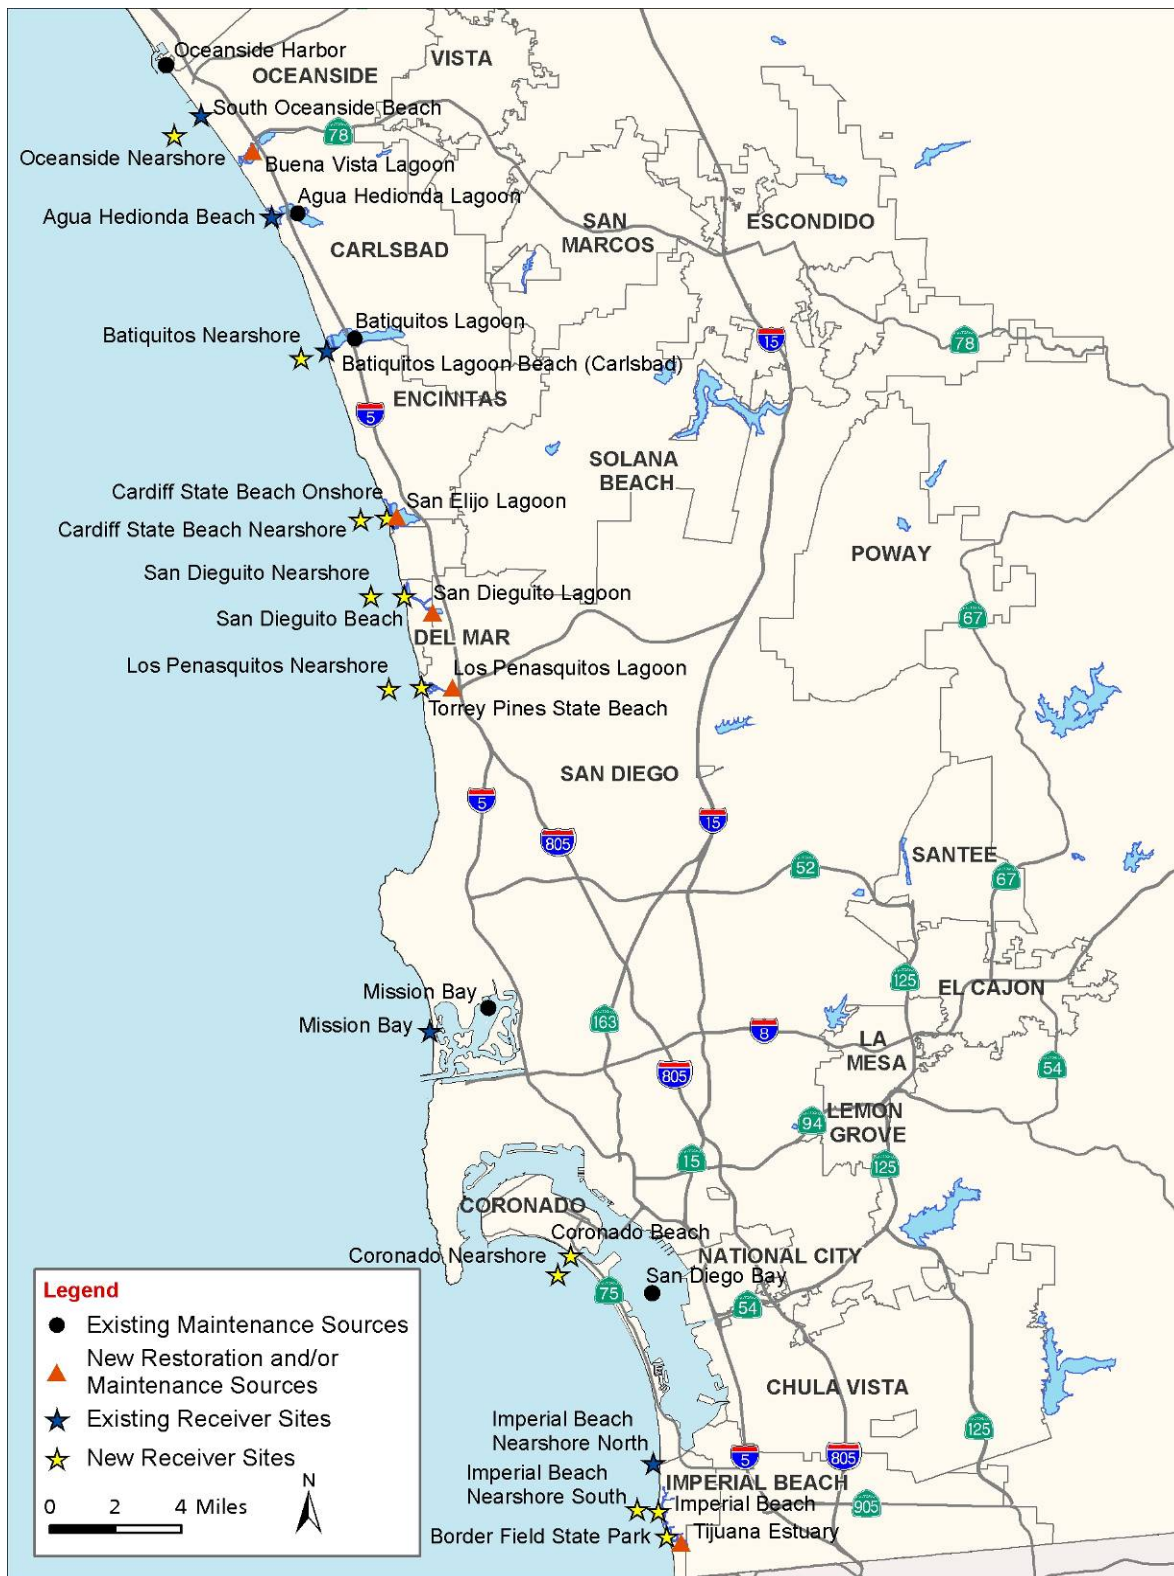 Oceanside Harbor
VISTA
OCEANSIDE
South Oceanside Beach
78
Oceanside Nearshore
Buena Vista Lagoon
Agua Hedionda Lagoon
Agua Hedionda Beach
SAN
MARCOS
ESCONDIDO
CARLSBAD
Batiquitos Nearshore
Batiquitos Lagoon
15
78
Batiquitos Lagoon Beach (Carlsbad)
ENCINITAS
5
SOLANA
BEACH
Cardiff State Beach Onshore
San Elijo Lagoon
Cardiff State Beach Nearshore
POWAY
San Dieguito Nearshore
San Dieguito Lagoon
San Dieguito Beach
67
DEL MAR
Los Penasquitos Nearshore
Los Penasquitos Lagoon
Torrey Pines State Beach
SAN DIEGO
5
15
805
SANTEE
52
67
125
EL CAJON
Mission Bay
Mission Bay
163
8
LA
MESA
54
805
94
LEMON
GROVE
15
125
CORONADO
Coronado Beach
Coronado Nearshore
NATIONAL CITY
San Diego Bay
75
54
CHULA VISTA
Imperial Beach
Nearshore North
125
5
805
Imperial Beach
Nearshore South
IMPERIAL BEACH
Imperial Beach
905
Border Field State Park
Tijuana Estuary
Legend
Existing Maintenance Sources
New Restoration and/or
Maintenance Sources
Existing Receiver Sites
New Receiver Sites
N
0 2 4 Miles